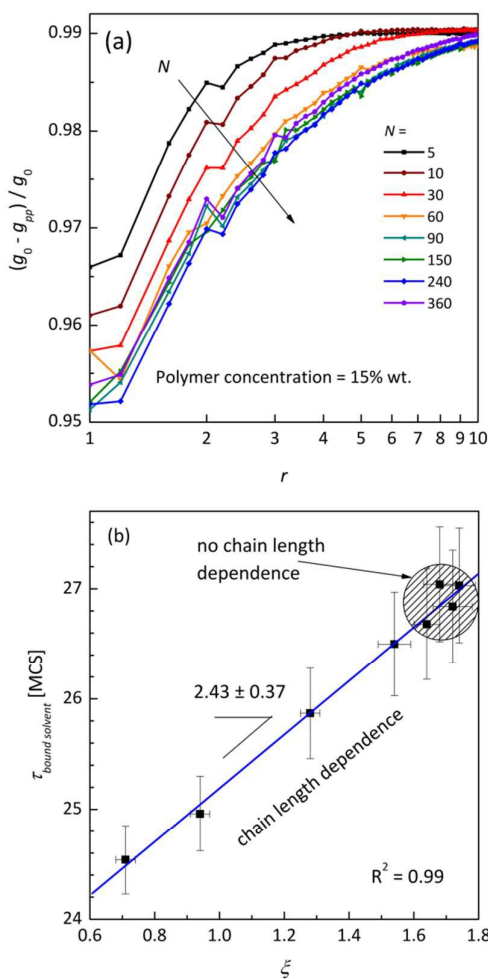 (a)
0.99
0.98
0.97
0.96
0.95
(g₀ - gₚₚ) / g₀
N
N =
5
10
30
60
90
150
240
360
Polymer concentration = 15% wt.
1 2 3 4 5 6 7 8 9 10
r
(b)
27
26
25
24
τ bound solvent [MCS]
no chain length
dependence
2.43 ± 0.37
chain length dependence
R² = 0.99
0.6 0.8 1.0 1.2 1.4 1.6 1.8
ξ